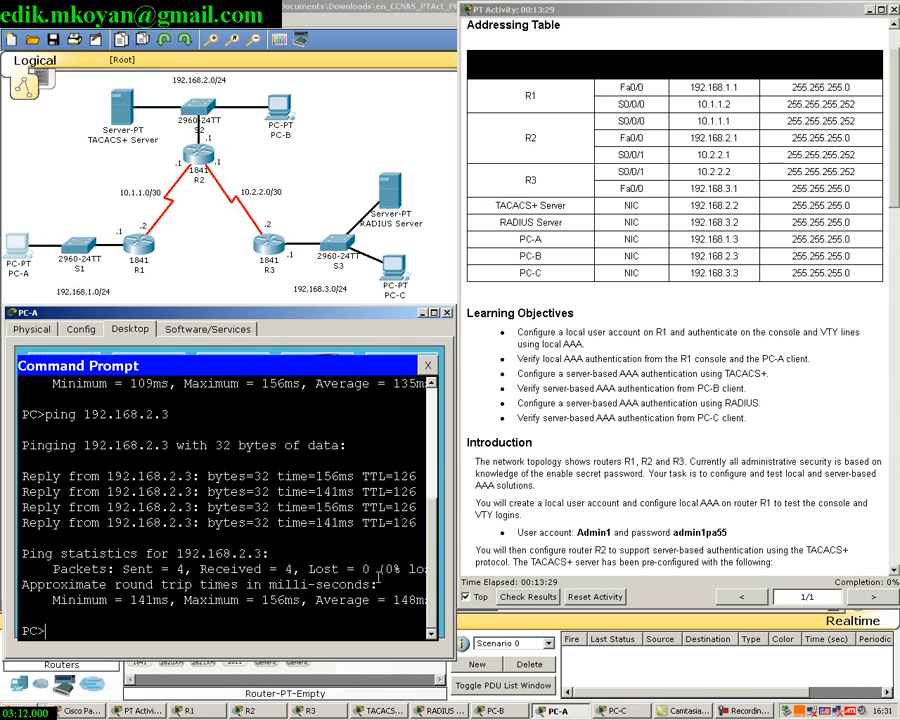 edik.mkoyan@gmail.com
Documents\Downloads\en_CCNAS_PTAct_P
Logical
[Root]
192.168.2.0/24
Server-PT
TACACS+ Server
2960-24TT
S2
PC-PT
PC-B
.1
.1
.1
1841
R2
10.1.1.0/30
10.2.2.0/30
Server-PT
RADIUS Server
.2
.2
PC-PT
PC-A
2960-24TT
S1
.1
1841
R1
1841
R3
.1
2960-24TT
S3
PC-PT
PC-C
192.168.1.0/24
192.168.3.0/24
PC-A
Physical
Config
Desktop
Software/Services
Command Prompt
X
Minimum = 109ms, Maximum = 156ms, Average = 135m
PC>ping 192.168.2.3
Pinging 192.168.2.3 with 32 bytes of data:
Reply from 192.168.2.3: bytes=32 time=156ms TTL=126
Reply from 192.168.2.3: bytes=32 time=141ms TTL=126
Reply from 192.168.2.3: bytes=32 time=156ms TTL=126
Reply from 192.168.2.3: bytes=32 time=141ms TTL=126
Ping statistics for 192.168.2.3:
Packets: Sent = 4, Received = 4, Lost = 0 (0% los
Approximate round trip times in milli-seconds:
Minimum = 141ms, Maximum = 156ms, Average = 148m
PC>
Routers
Router-PT-Empty
PT Activity: 00:13:29
Addressing Table
R1 Fa0/0 192.168.1.1 255.255.255.0
S0/0/0 10.1.1.2 255.255.255.252
R2 S0/0/0 10.1.1.1 255.255.255.252
Fa0/0 192.168.2.1 255.255.255.0
S0/0/1 10.2.2.1 255.255.255.252
R3 S0/0/1 10.2.2.2 255.255.255.252
Fa0/0 192.168.3.1 255.255.255.0
TACACS+ Server NIC 192.168.2.2 255.255.255.0
RADIUS Server NIC 192.168.3.2 255.255.255.0
PC-A NIC 192.168.1.3 255.255.255.0
PC-B NIC 192.168.2.3 255.255.255.0
PC-C NIC 192.168.3.3 255.255.255.0
Learning Objectives
• Configure a local user account on R1 and authenticate on the console and VTY lines
using local AAA.
• Verify local AAA authentication from the R1 console and the PC-A client.
• Configure a server-based AAA authentication using TACACS+.
• Verify server-based AAA authentication from PC-B client.
• Configure a server-based AAA authentication using RADIUS.
• Verify server-based AAA authentication from PC-C client.
Introduction
The network topology shows routers R1, R2 and R3. Currently all administrative security is based on
knowledge of the enable secret password. Your task is to configure and test local and server-based
AAA solutions.
You will create a local user account and configure local AAA on router R1 to test the console and
VTY logins.
• User account: Admin1 and password admin1pa55
You will then configure router R2 to support server-based authentication using the TACACS+
protocol. The TACACS+ server has been pre-configured with the following:
Time Elapsed: 00:13:29
Completion: 0%
Top
Check Results
Reset Activity
<
1/1
>
Realtime
Scenario 0
New
Delete
Toggle PDU List Window
Fire Last Status Source Destination Type Color Time (sec) Periodic
03:12.000
Cisco Pa...
PT Activi...
R1
R2
R3
TACACS...
RADIUS ...
PC-B
PC-A
PC-C
Camtasia...
Recordin...
16:31